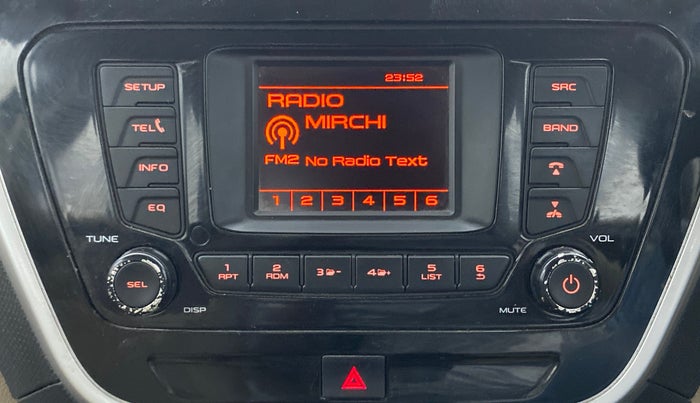 23:52
RADIO
MIRCHI
FM2 No Radio Text
1 2 3 4 5 6
SETUP
TEL
INFO
EQ
SRC
BAND
TUNE
VOL
SEL
DISP
MUTE
1 RPT
2 RDM
3 -
4 +
5 LIST
6